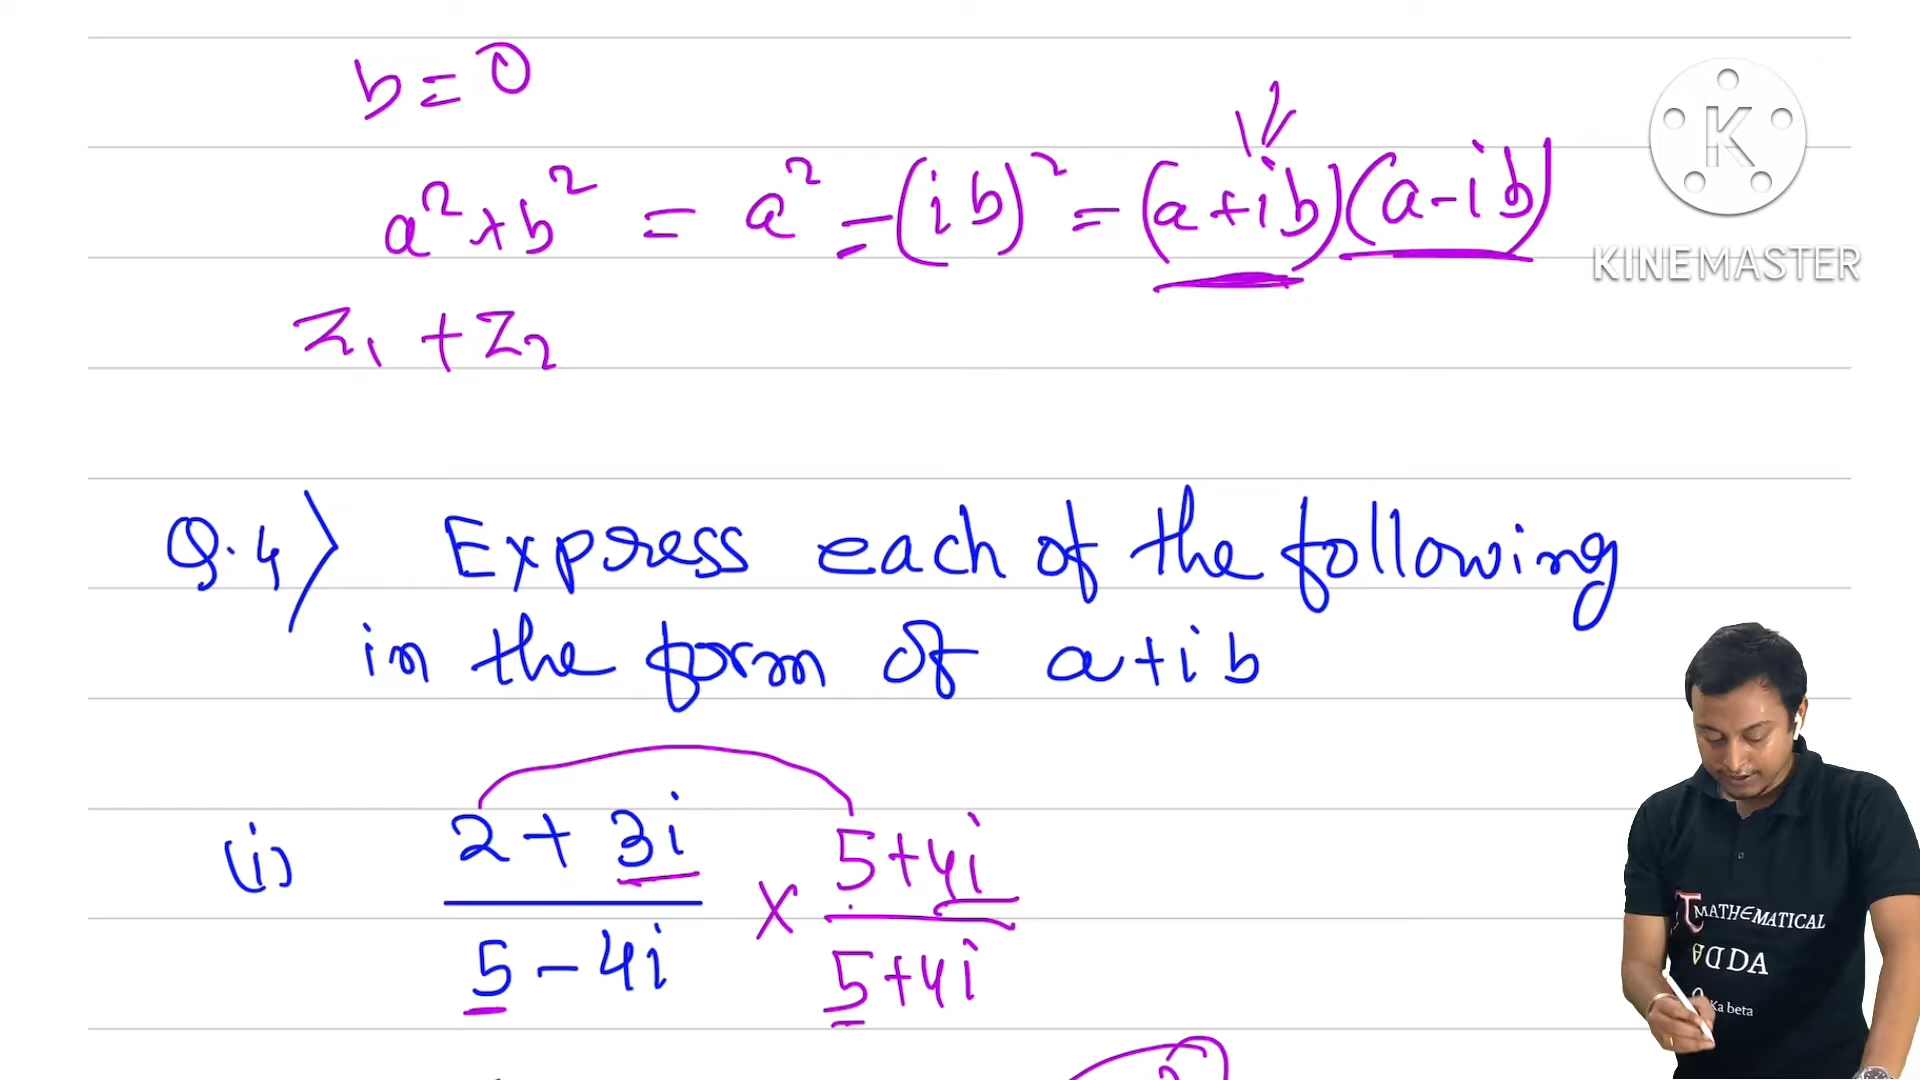 b = 0
a² + b² = a² - (ib)² = (a+ib)(a-ib)
z₁ + z₂
K
KINEMASTER
Q.4) Express each of the following
in the form of a+ib
(i) 2 + 3i / 5 - 4i × 5+4i / 5+4i
MATHEMATICAL
ADDA
Ka beta